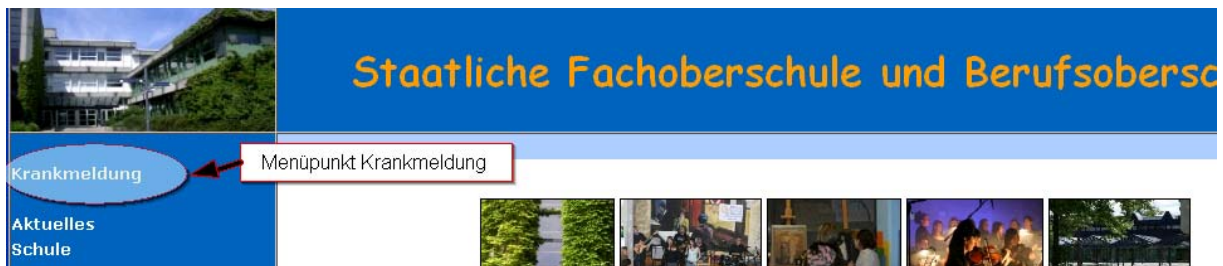 Staatliche Fachoberschule und Berufsobersc
Krankmeldung
Menüpunkt Krankmeldung
Aktuelles
Schule